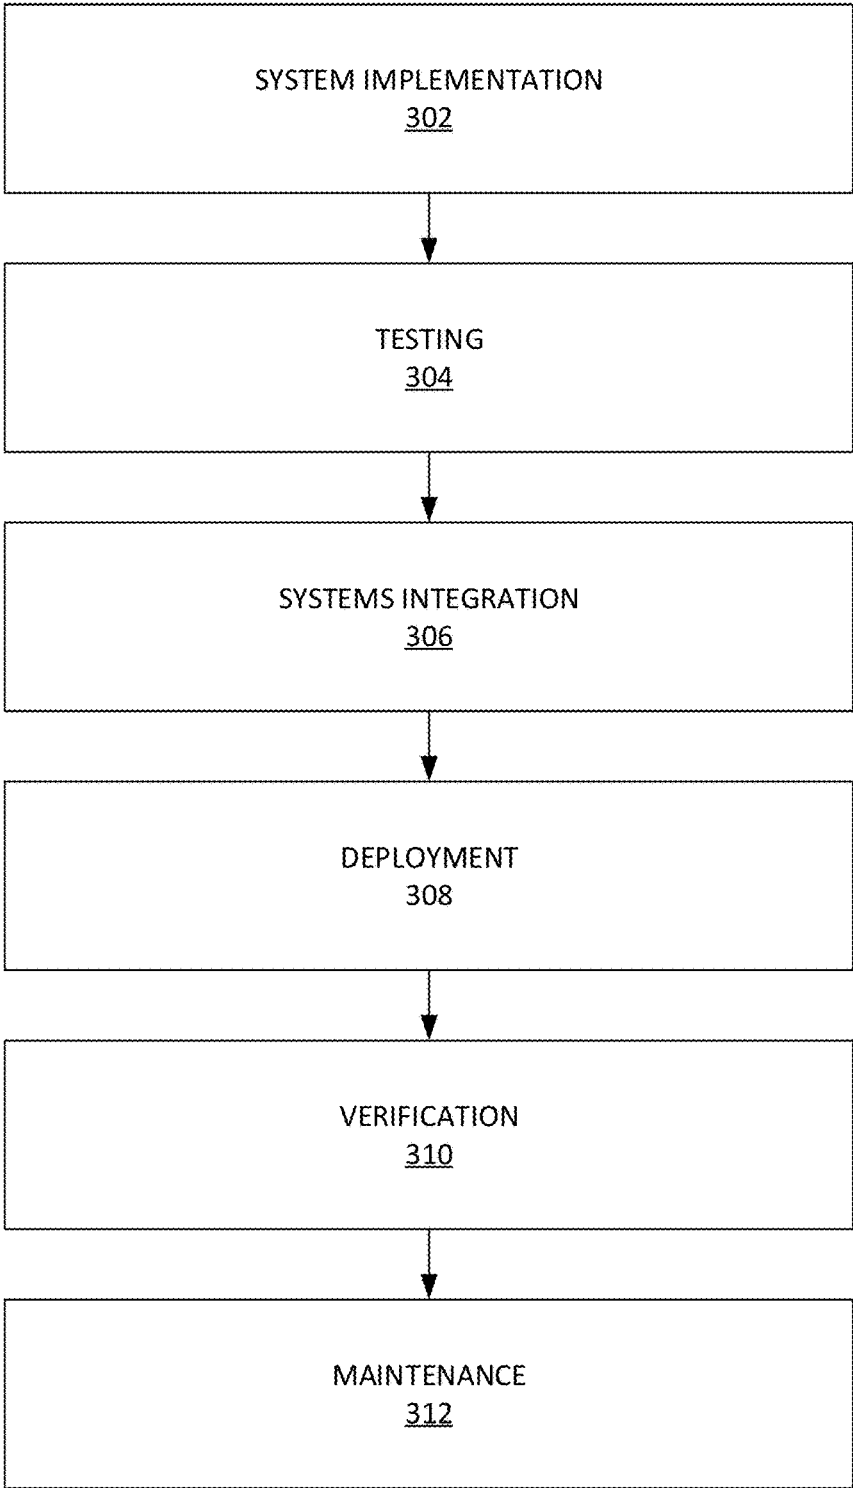 SYSTEM IMPLEMENTATION
302
TESTING
304
SYSTEMS INTEGRATION
306
DEPLOYMENT
308
VERIFICATION
310
MAINTENANCE
312